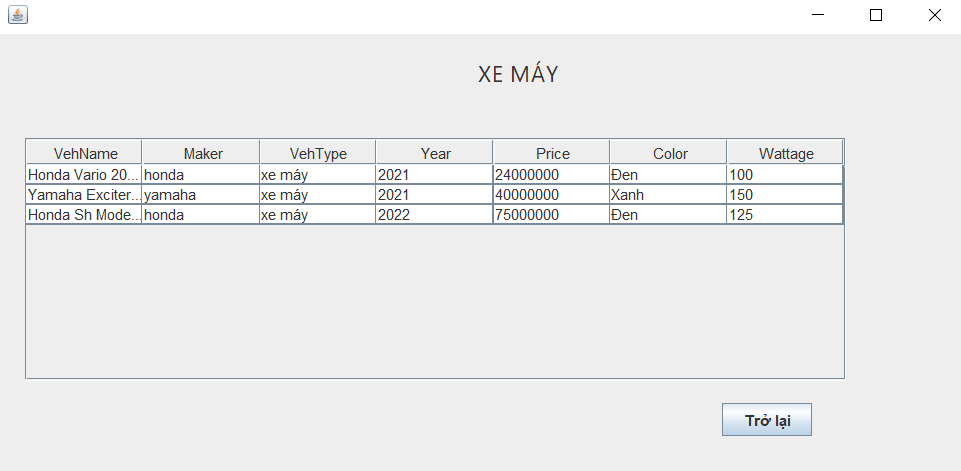 XE MÁY
VehName Maker VehType Year Price Color Wattage
Honda Vario 20... honda xe máy 2021 24000000 Đen 100
Yamaha Exciter... yamaha xe máy 2021 40000000 Xanh 150
Honda Sh Mode... honda xe máy 2022 75000000 Đen 125
Trở lại